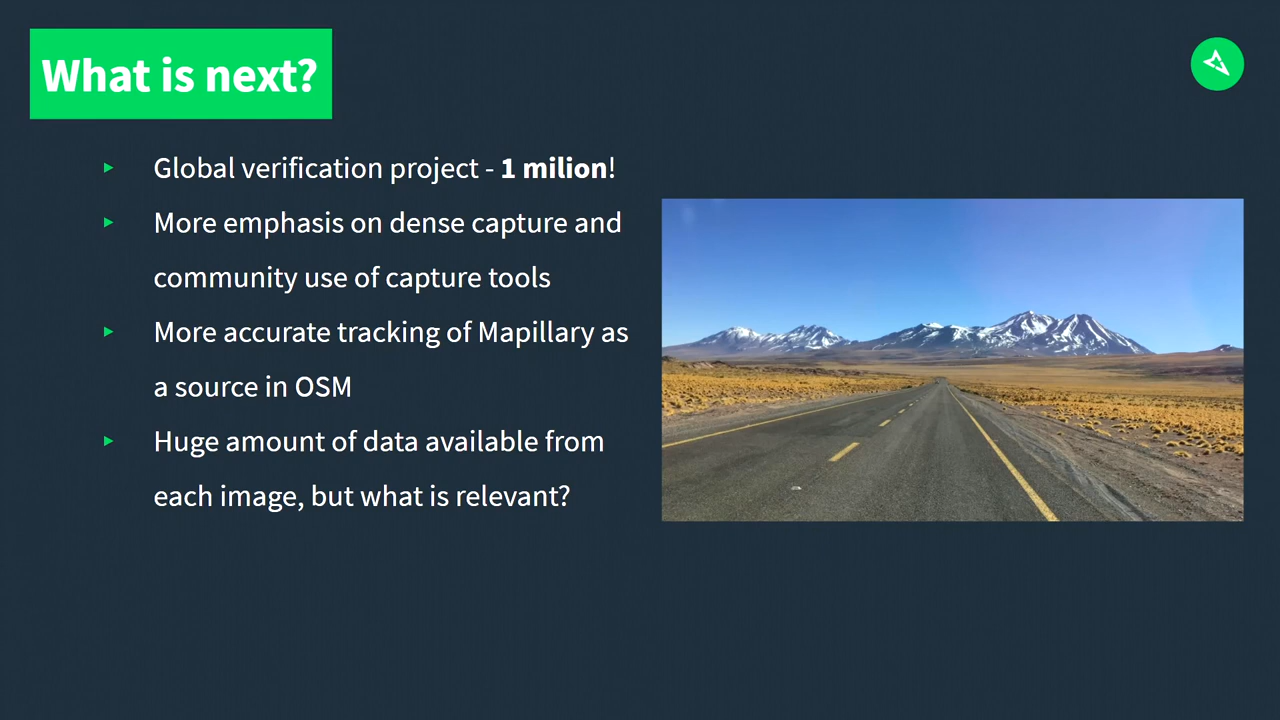 What is next?
Global verification project - 1 milion!
More emphasis on dense capture and
community use of capture tools
More accurate tracking of Mapillary as
a source in OSM
Huge amount of data available from
each image, but what is relevant?